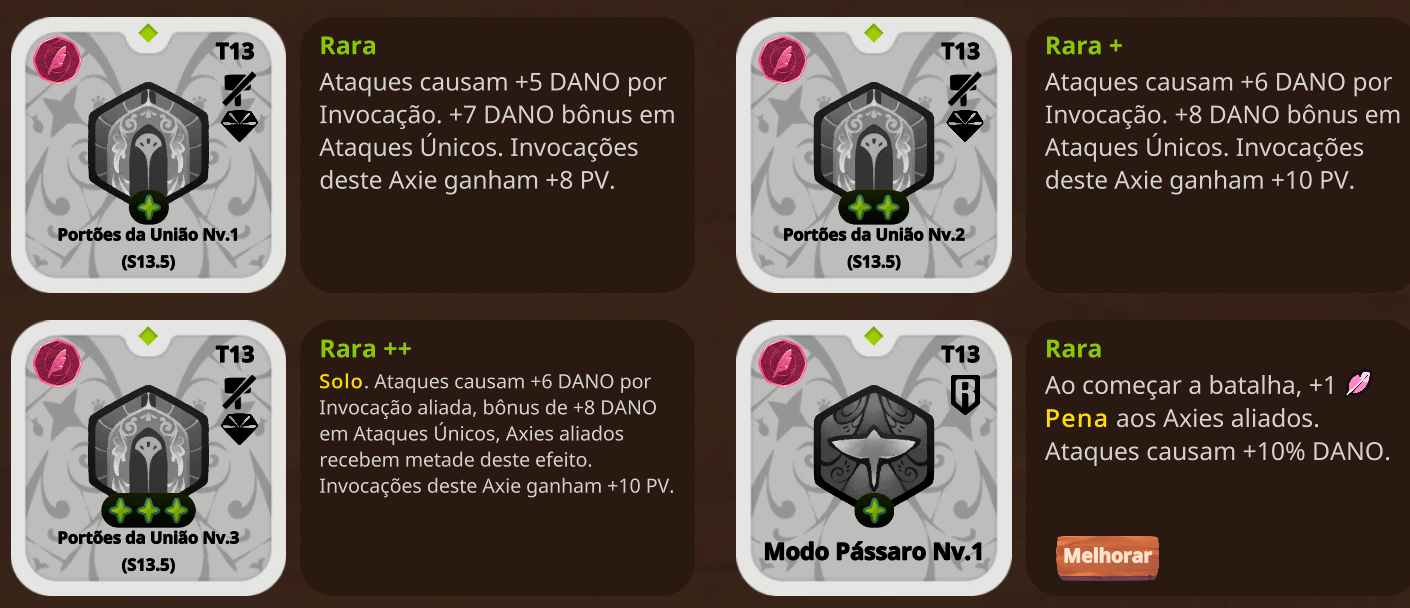 T13
Portões da União Nv.1
(S13.5)
Rara
Ataques causam +5 DANO por
Invocação. +7 DANO bônus em
Ataques Únicos. Invocações
deste Axie ganham +8 PV.
T13
Portões da União Nv.2
(S13.5)
Rara +
Ataques causam +6 DANO por
Invocação. +8 DANO bônus em
Ataques Únicos. Invocações
deste Axie ganham +10 PV.
T13
Portões da União Nv.3
(S13.5)
Rara ++
Solo. Ataques causam +6 DANO por
Invocação aliada, bônus de +8 DANO
em Ataques Únicos, Axies aliados
recebem metade deste efeito.
Invocações deste Axie ganham +10 PV.
T13
R
Modo Pássaro Nv.1
Rara
Ao começar a batalha, +1
Pena aos Axies aliados.
Ataques causam +10% DANO.
Melhorar